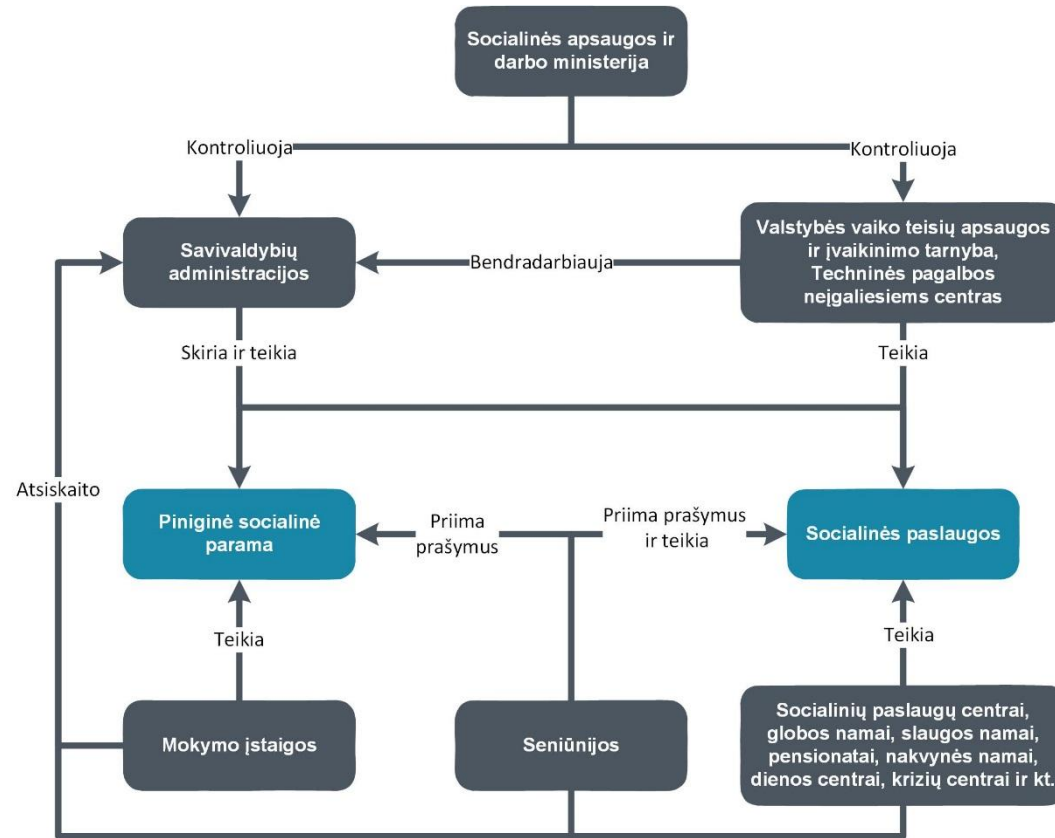 Socialinės apsaugos ir
darbo ministerija
Kontroliuoja
Kontroliuoja
Savivaldybių
administracijos
Bendradarbiauja
Valstybės vaiko teisių apsaugos
ir įvaikinimo tarnyba,
Techninės pagalbos
neįgaliesiems centras
Skiria ir teikia
Teikia
Atsiskaito
Piniginė socialinė
parama
Priima
prašymus
Priima prašymus
ir teikia
Socialinės paslaugos
Teikia
Teikia
Mokymo įstaigos
Seniūnijos
Socialinių paslaugų centrai,
globos namai, slaugos namai,
pensionatai, nakvynės namai,
dienos centrai, krizių centrai ir kt.